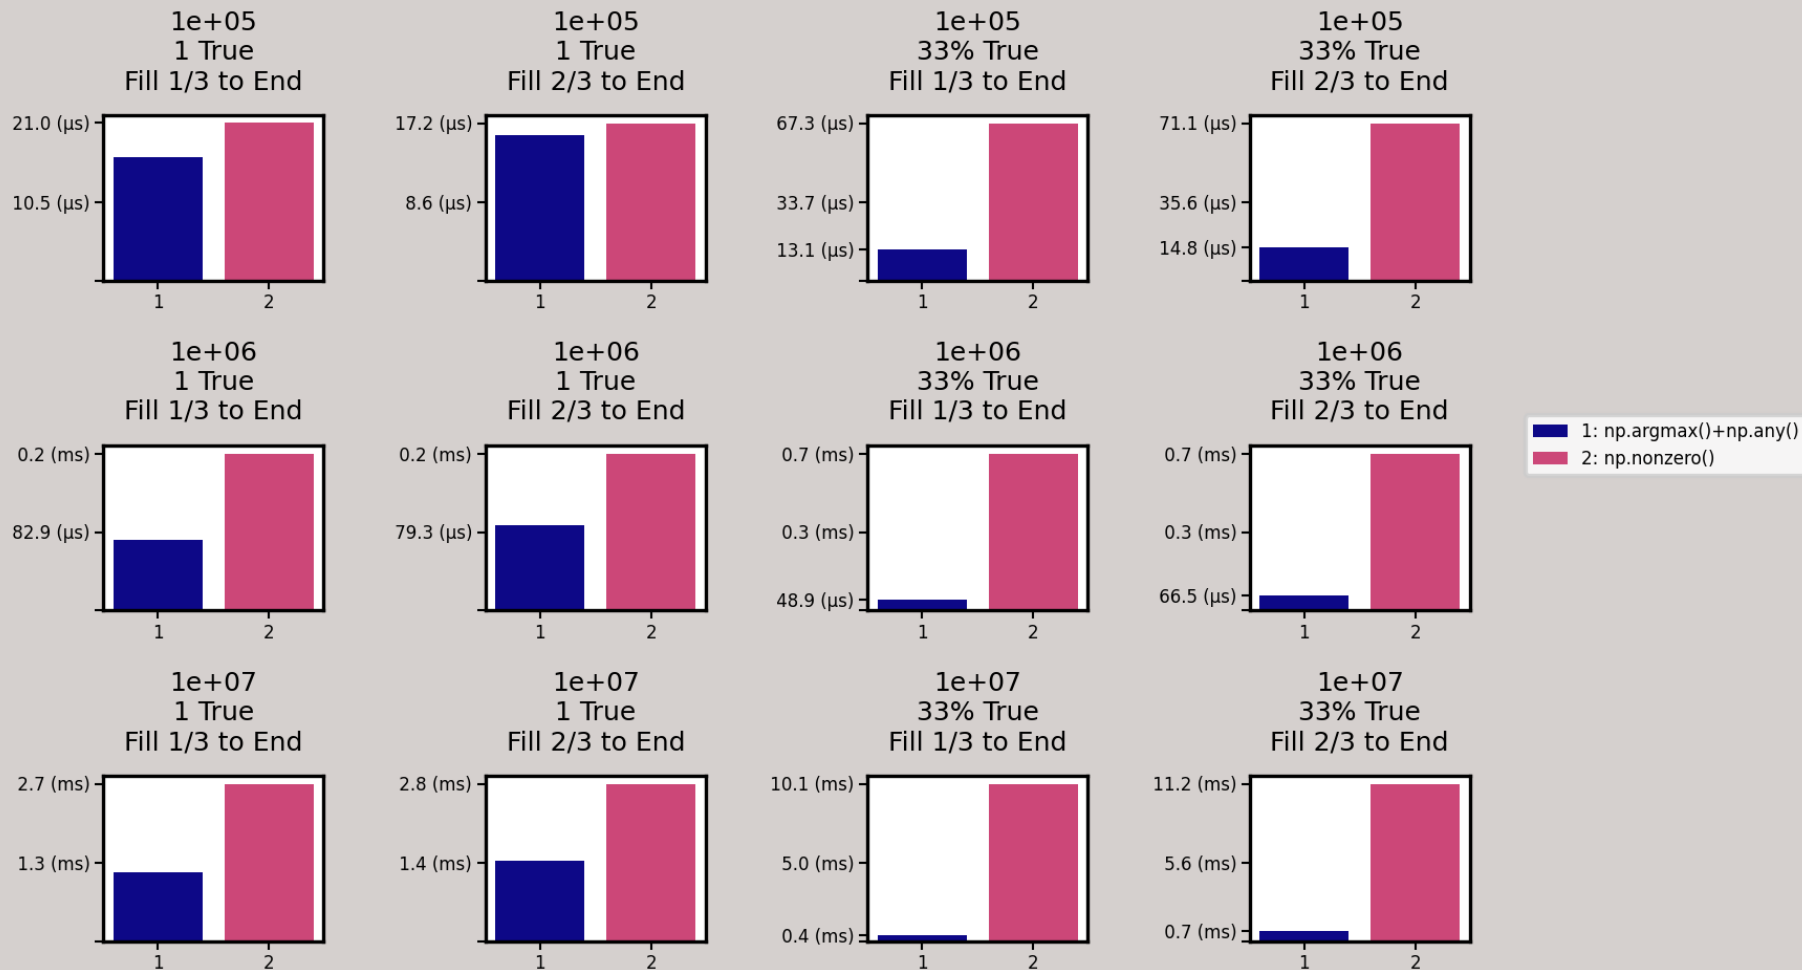 1e+05
1 True
Fill 1/3 to End
21.0 (µs)
10.5 (µs)
1
2
1e+05
1 True
Fill 2/3 to End
17.2 (µs)
8.6 (µs)
1
2
1e+05
33% True
Fill 1/3 to End
67.3 (µs)
33.7 (µs)
13.1 (µs)
1
2
1e+05
33% True
Fill 2/3 to End
71.1 (µs)
35.6 (µs)
14.8 (µs)
1
2
1e+06
1 True
Fill 1/3 to End
0.2 (ms)
82.9 (µs)
1
2
1e+06
1 True
Fill 2/3 to End
0.2 (ms)
79.3 (µs)
1
2
1e+06
33% True
Fill 1/3 to End
0.7 (ms)
0.3 (ms)
48.9 (µs)
1
2
1e+06
33% True
Fill 2/3 to End
0.7 (ms)
0.3 (ms)
66.5 (µs)
1
2
1: np.argmax()+np.any()
2: np.nonzero()
1e+07
1 True
Fill 1/3 to End
2.7 (ms)
1.3 (ms)
1
2
1e+07
1 True
Fill 2/3 to End
2.8 (ms)
1.4 (ms)
1
2
1e+07
33% True
Fill 1/3 to End
10.1 (ms)
5.0 (ms)
0.4 (ms)
1
2
1e+07
33% True
Fill 2/3 to End
11.2 (ms)
5.6 (ms)
0.7 (ms)
1
2